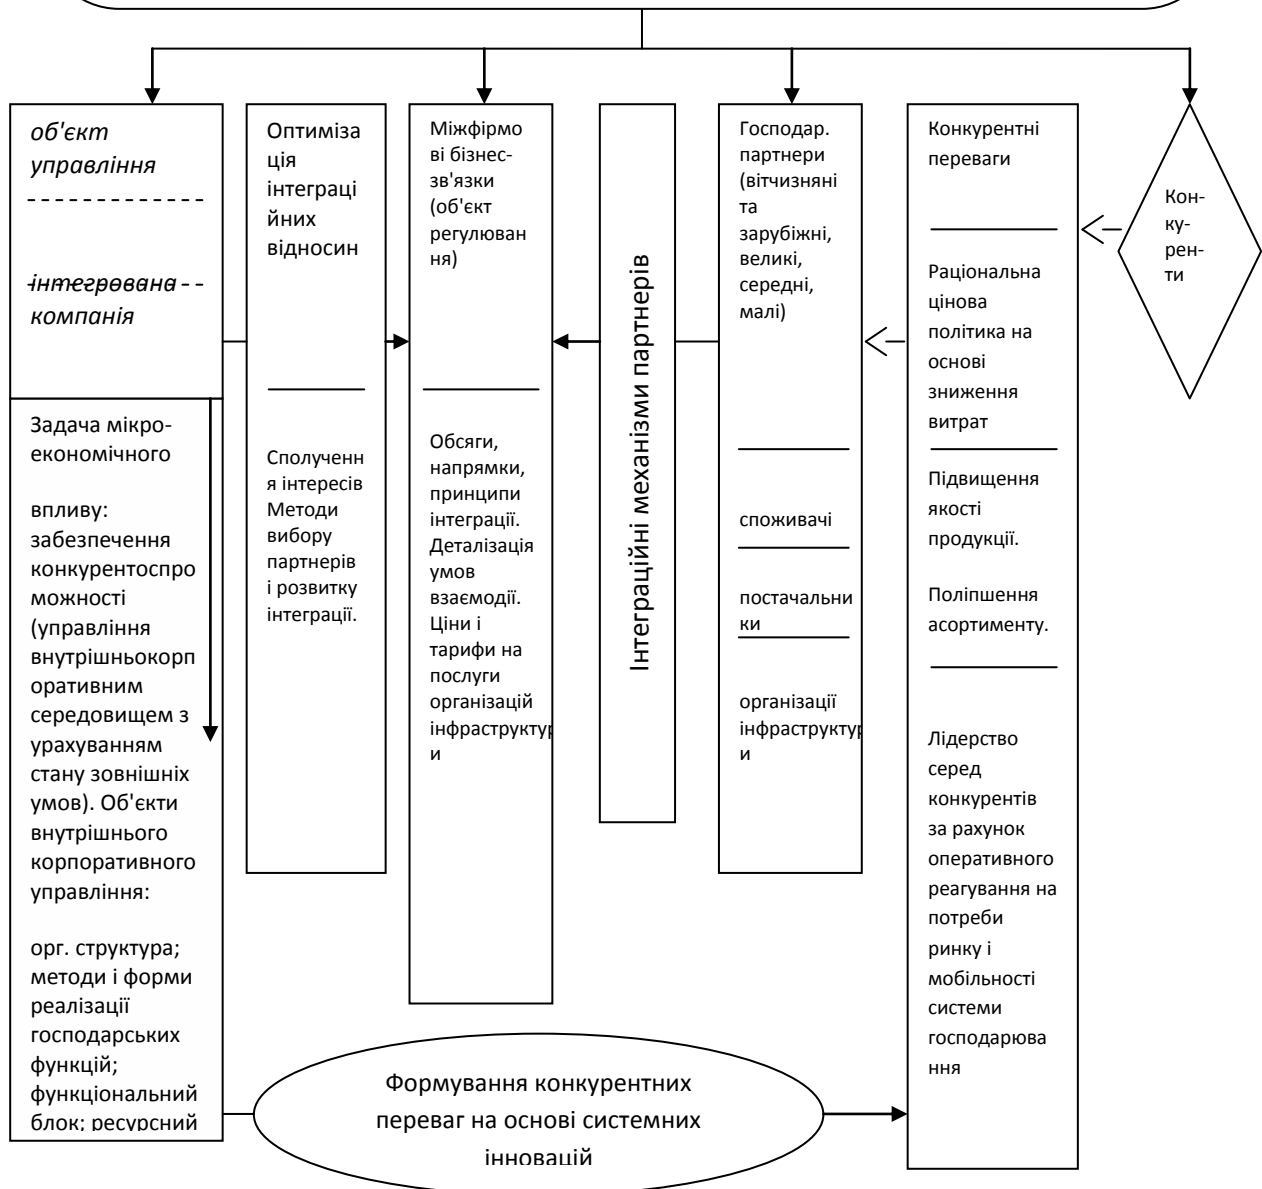 об'єкт
управління
інтегрована
компанія
Задача мікро-
економічного
впливу:
забезпечення
конкурентоспро
можності
(управління
внутрішньокорп
оративним
середовищем з
урахуванням
стану зовнішніх
умов). Об'єкти
внутрішнього
корпоративного
управління:
орг. структура;
методи і форми
реалізації
господарських
функцій;
функціональний
блок; ресурсний
Оптиміза
ція
інтеграці
йних
відносин
Сполученн
я інтересів
Методи
вибору
партнерів
і розвитку
інтеграції.
Міжфірмо
ві бізнес-
зв'язки
(об'єкт
регулюван
ня)
Обсяги,
напрямки,
принципи
інтеграції.
Деталізація
умов
взаємодії.
Ціни і
тарифи на
послуги
організацій
інфраструктур
и
Інтеграційні механізми партнерів
Господар.
партнери
(вітчизняні
та
зарубіжні,
великі,
середні,
малі)
споживачі
постачальни
ки
організації
інфраструктур
и
Конкурентні
переваги
Раціональна
цінова
політика на
основі
зниження
витрат
Підвищення
якості
продукції.
Поліпшення
асортименту.
Лідерство
серед
конкурентів
за рахунок
оперативного
реагування на
потреби
ринку і
мобільності
системи
господарюва
ння
Кон-
ку-
рен-
ти
Формування конкурентних
переваг на основі системних
інновацій